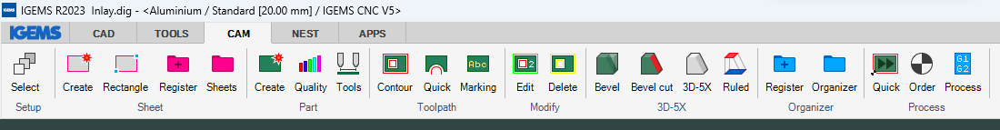 IGEMS R2023 Inlay.dig - <Aluminium / Standard [20.00 mm] / IGEMS CNC V5>
IGEMS CAD TOOLS CAM NEST APPS
Abc 2 G1
G2
Select Create Rectangle Register Sheets Create Quality Tools Contour Quick Marking Edit Delete Bevel Bevel cut 3D-5X Ruled Register Organizer Quick Order Process
Setup Sheet Part Toolpath Modify 3D-5X Organizer Process